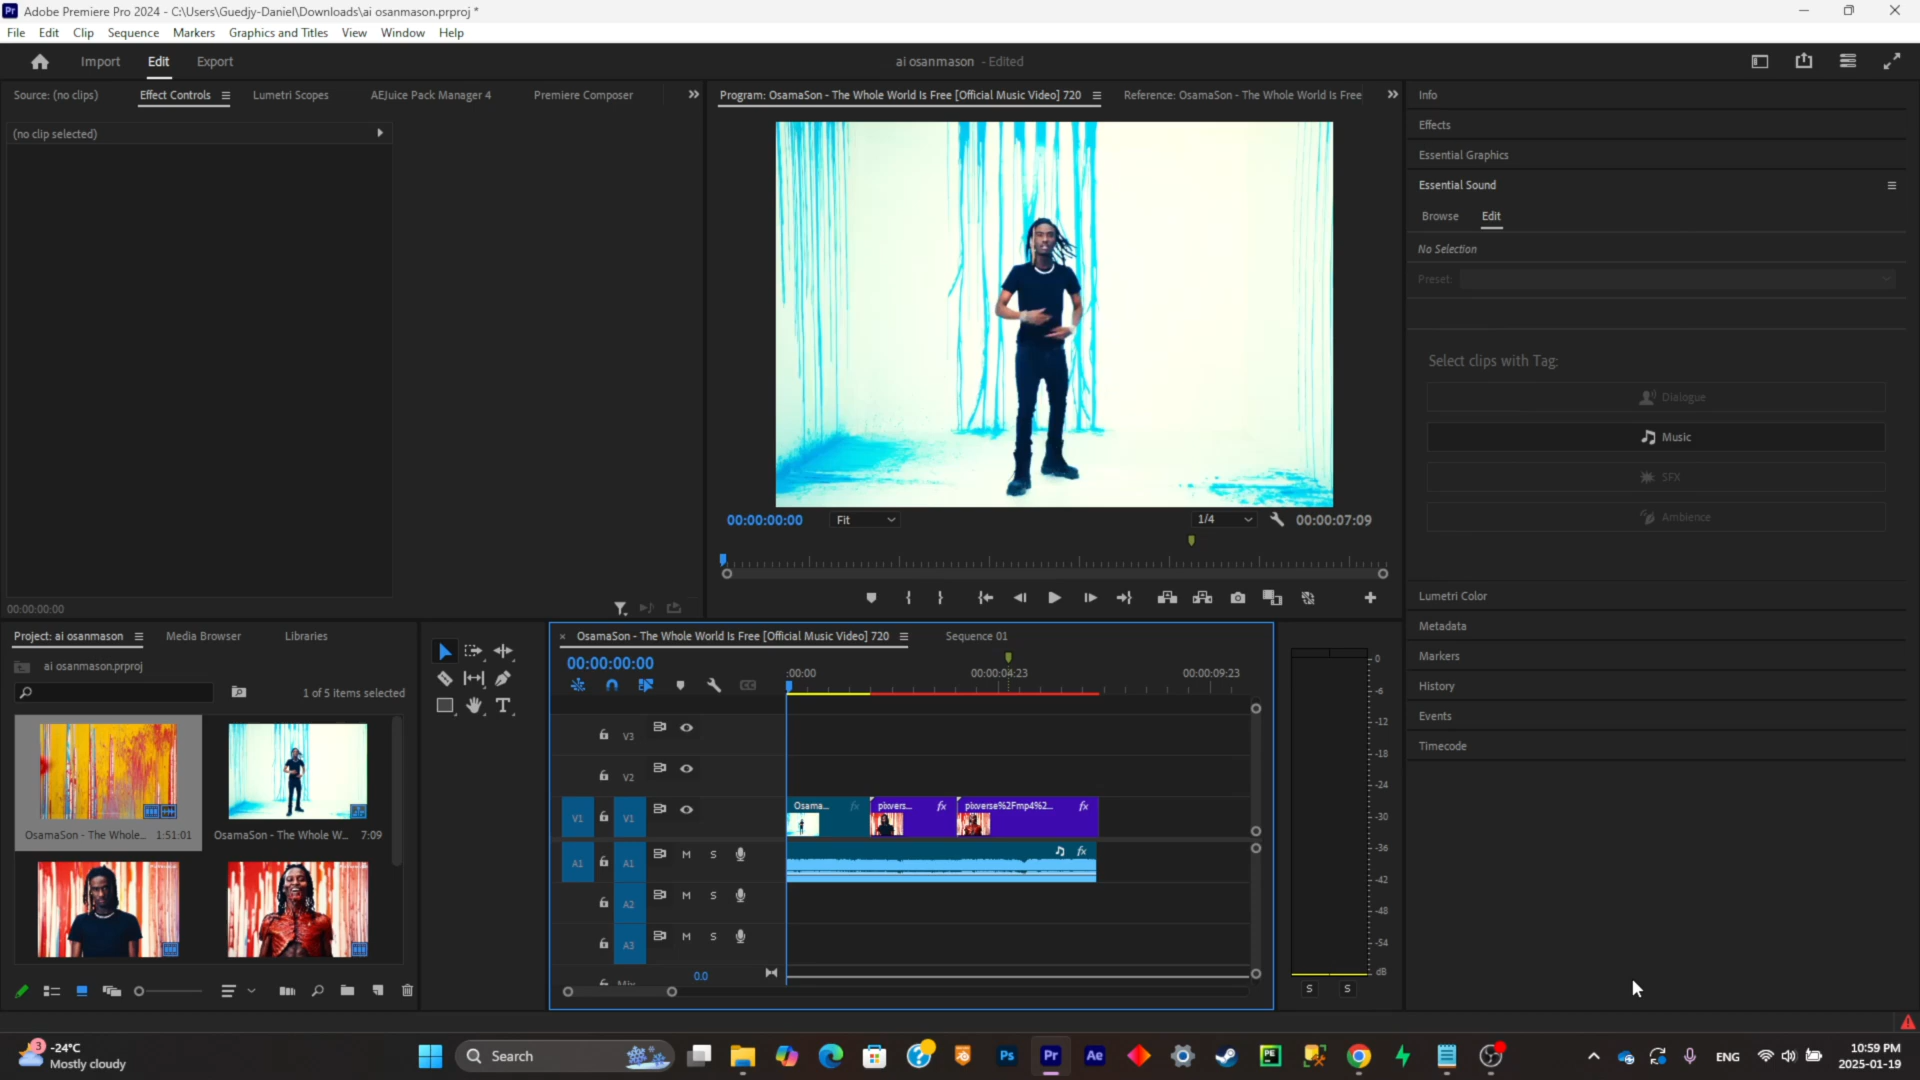 Adobe Premiere Pro 2024 - C:\Users\Guedjy-Daniel\Downloads\ai osanmason.prproj *
File Edit Clip Sequence Markers Graphics and Titles View Window Help
Import Edit Export
ai osanmason - Edited
Source: (no clips) Effect Controls Lumetri Scopes AEJuice Pack Manager 4 Premiere Composer
Program: OsamaSon - The Whole World Is Free [Official Music Video] 720
Reference: OsamaSon - The Whole World Is Free
(no clip selected)
00:00:00:00
00:00:00:00 Fit 1/4 00:00:07:09
Info
Effects
Essential Graphics
Essential Sound
Browse Edit
No Selection
Preset:
Select clips with Tag:
Dialogue
Music
SFX
Ambience
Lumetri Color
Metadata
Markers
History
Events
Timecode
Project: ai osanmason Media Browser Libraries
ai osanmason.prproj
1 of 5 items selected
OsamaSon - The Whole... 1:51:01
OsamaSon - The Whole W... 7:09
× OsamaSon - The Whole World Is Free [Official Music Video] 720 Sequence 01
00:00:00:00
:00:00 00:00:04:23 00:00:09:23
V3
V2
V1 V1
Osama... fx pixvers... fx pixverse%2Fmp4%2... fx
A1 A1 M S fx
A2 M S
A3 M S
Mix 0.0
0
-6
-12
-18
-24
-30
-36
-42
-48
-54
dB
S S
3 -24°C
Mostly cloudy
Search
Ps Pr Ae PE
ENG
10:59 PM
2025-01-19